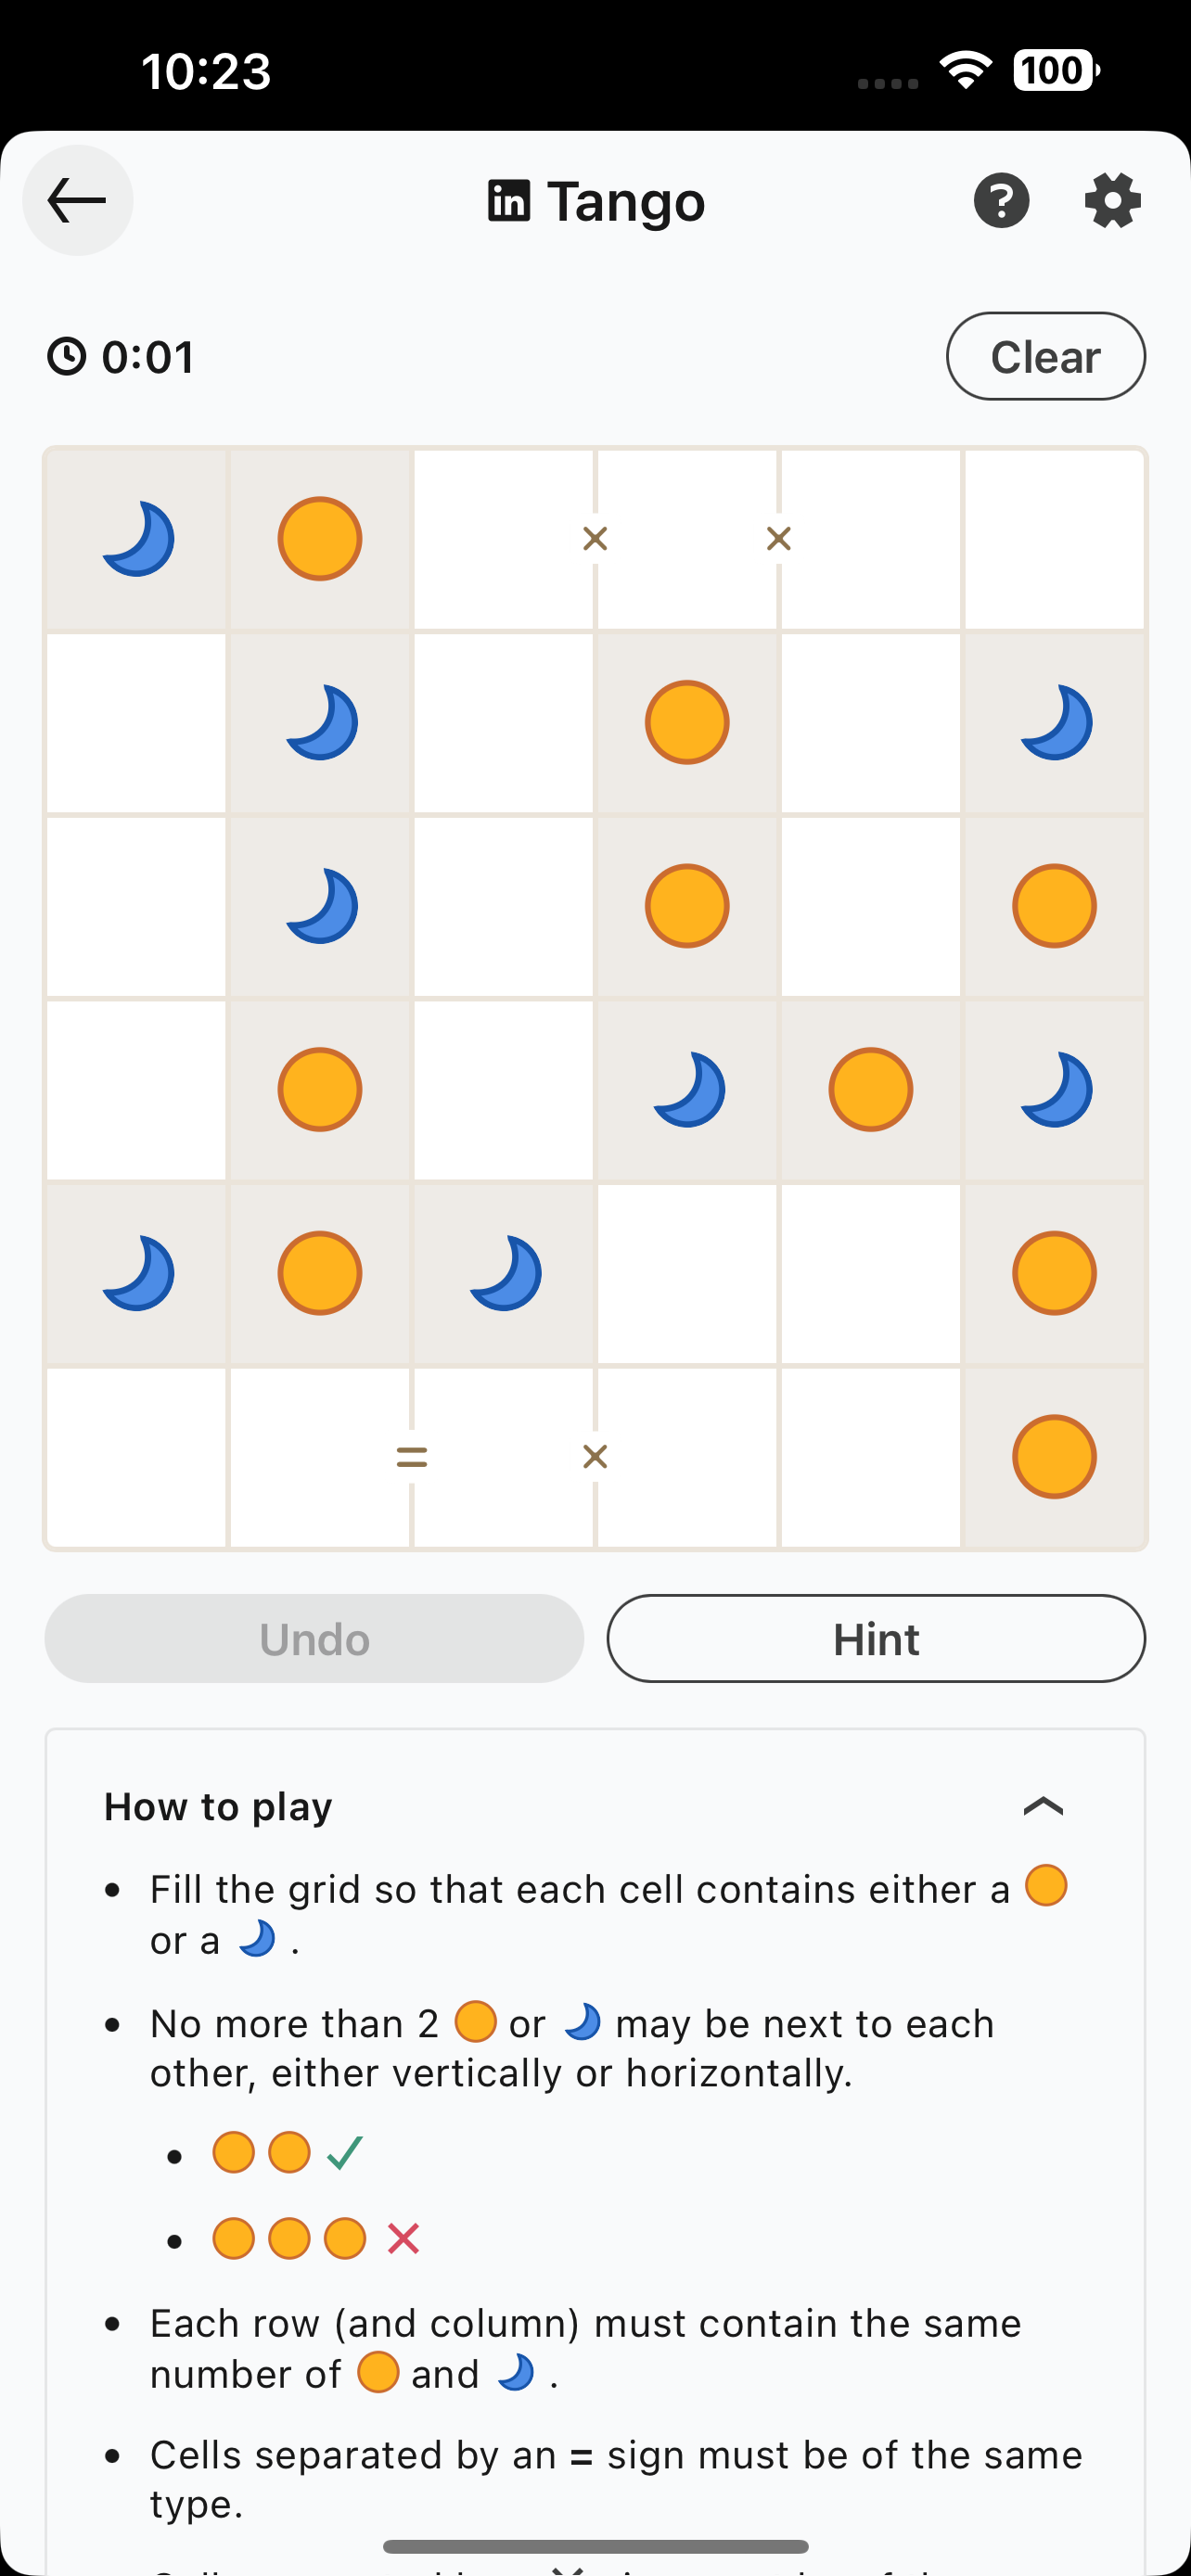 10:23
100
in Tango
?
0:01
Clear
×
×
=
×
Undo
Hint
How to play
• Fill the grid so that each cell contains either a
or a .
• No more than 2 or may be next to each
other, either vertically or horizontally.
• Each row (and column) must contain the same
number of and .
• Cells separated by an = sign must be of the same
type.